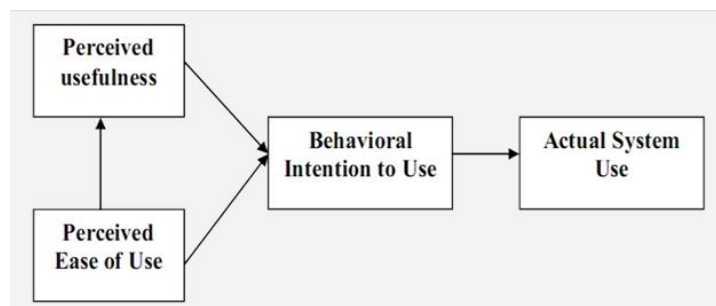 Perceived
usefulness
Behavioral
Intention to Use
Actual System
Use
Perceived
Ease of Use